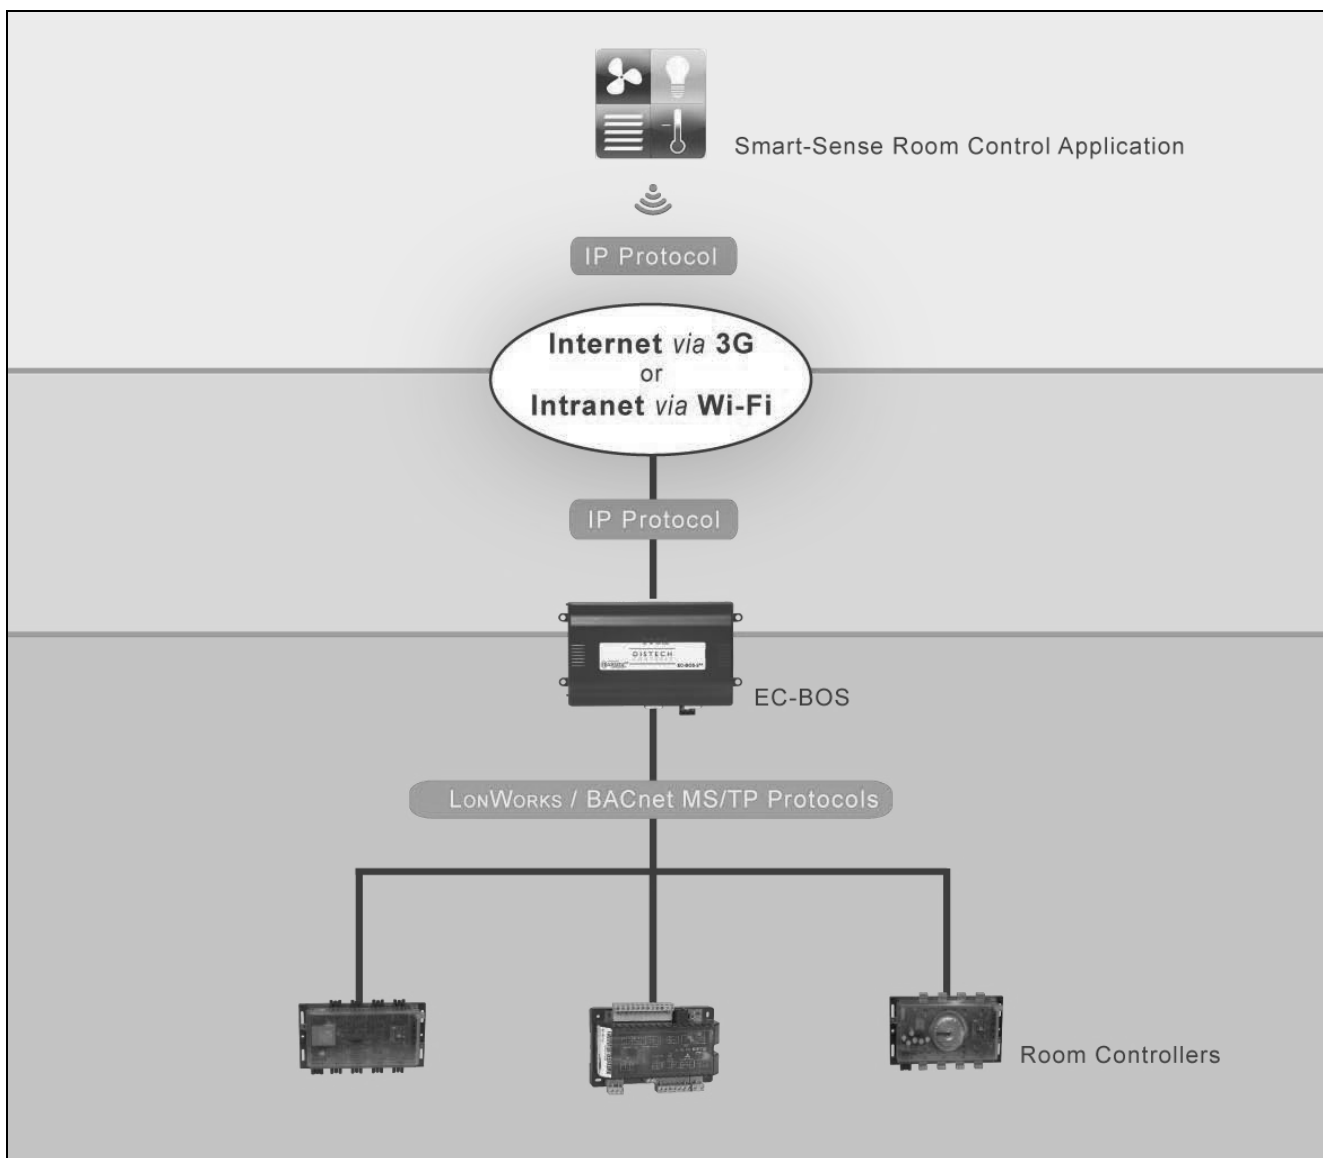 Smart-Sense Room Control Application
IP Protocol
Internet via 3G
or
Intranet via Wi-Fi
IP Protocol
DISTECH
EC-BOS
LONWORKS / BACnet MS/TP Protocols
Room Controllers